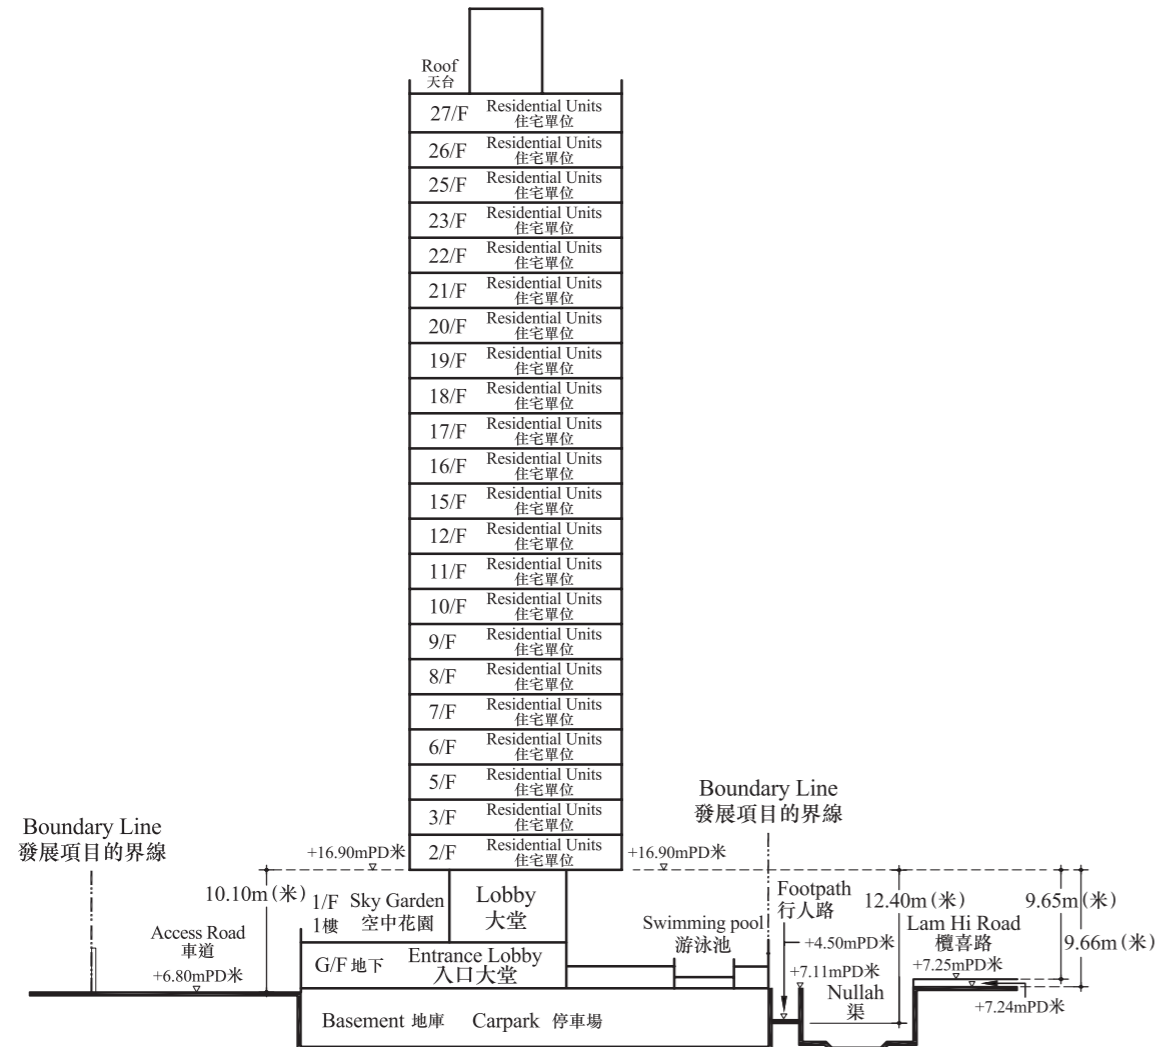 Roof
天台
27/F Residential Units
住宅單位
26/F Residential Units
住宅單位
25/F Residential Units
住宅單位
23/F Residential Units
住宅單位
22/F Residential Units
住宅單位
21/F Residential Units
住宅單位
20/F Residential Units
住宅單位
19/F Residential Units
住宅單位
18/F Residential Units
住宅單位
17/F Residential Units
住宅單位
16/F Residential Units
住宅單位
15/F Residential Units
住宅單位
12/F Residential Units
住宅單位
11/F Residential Units
住宅單位
10/F Residential Units
住宅單位
9/F Residential Units
住宅單位
8/F Residential Units
住宅單位
7/F Residential Units
住宅單位
6/F Residential Units
住宅單位
5/F Residential Units
住宅單位
3/F Residential Units
住宅單位
2/F Residential Units
住宅單位
Boundary Line
發展項目的界線
Boundary Line
發展項目的界線
+16.90mPD米
+16.90mPD米
10.10m(米)
1/F Sky Garden
1樓 空中花園
Lobby
大堂
Access Road
車道
+6.80mPD米
G/F 地下
Entrance Lobby
入口大堂
Swimming pool
游泳池
Footpath
行人路
+4.50mPD米
+7.11mPD米
12.40m(米)
9.65m(米)
Lam Hi Road
欖喜路
9.66m(米)
+7.25mPD米
+7.24mPD米
Nullah
渠
Basement 地庫 Carpark 停車場